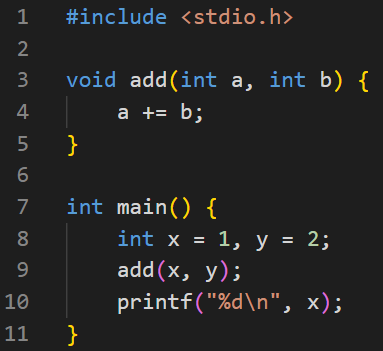 1 #include <stdio.h>
2
3 void add(int a, int b) {
4     a += b;
5 }
6
7 int main() {
8     int x = 1, y = 2;
9     add(x, y);
10     printf("%d\n", x);
11 }